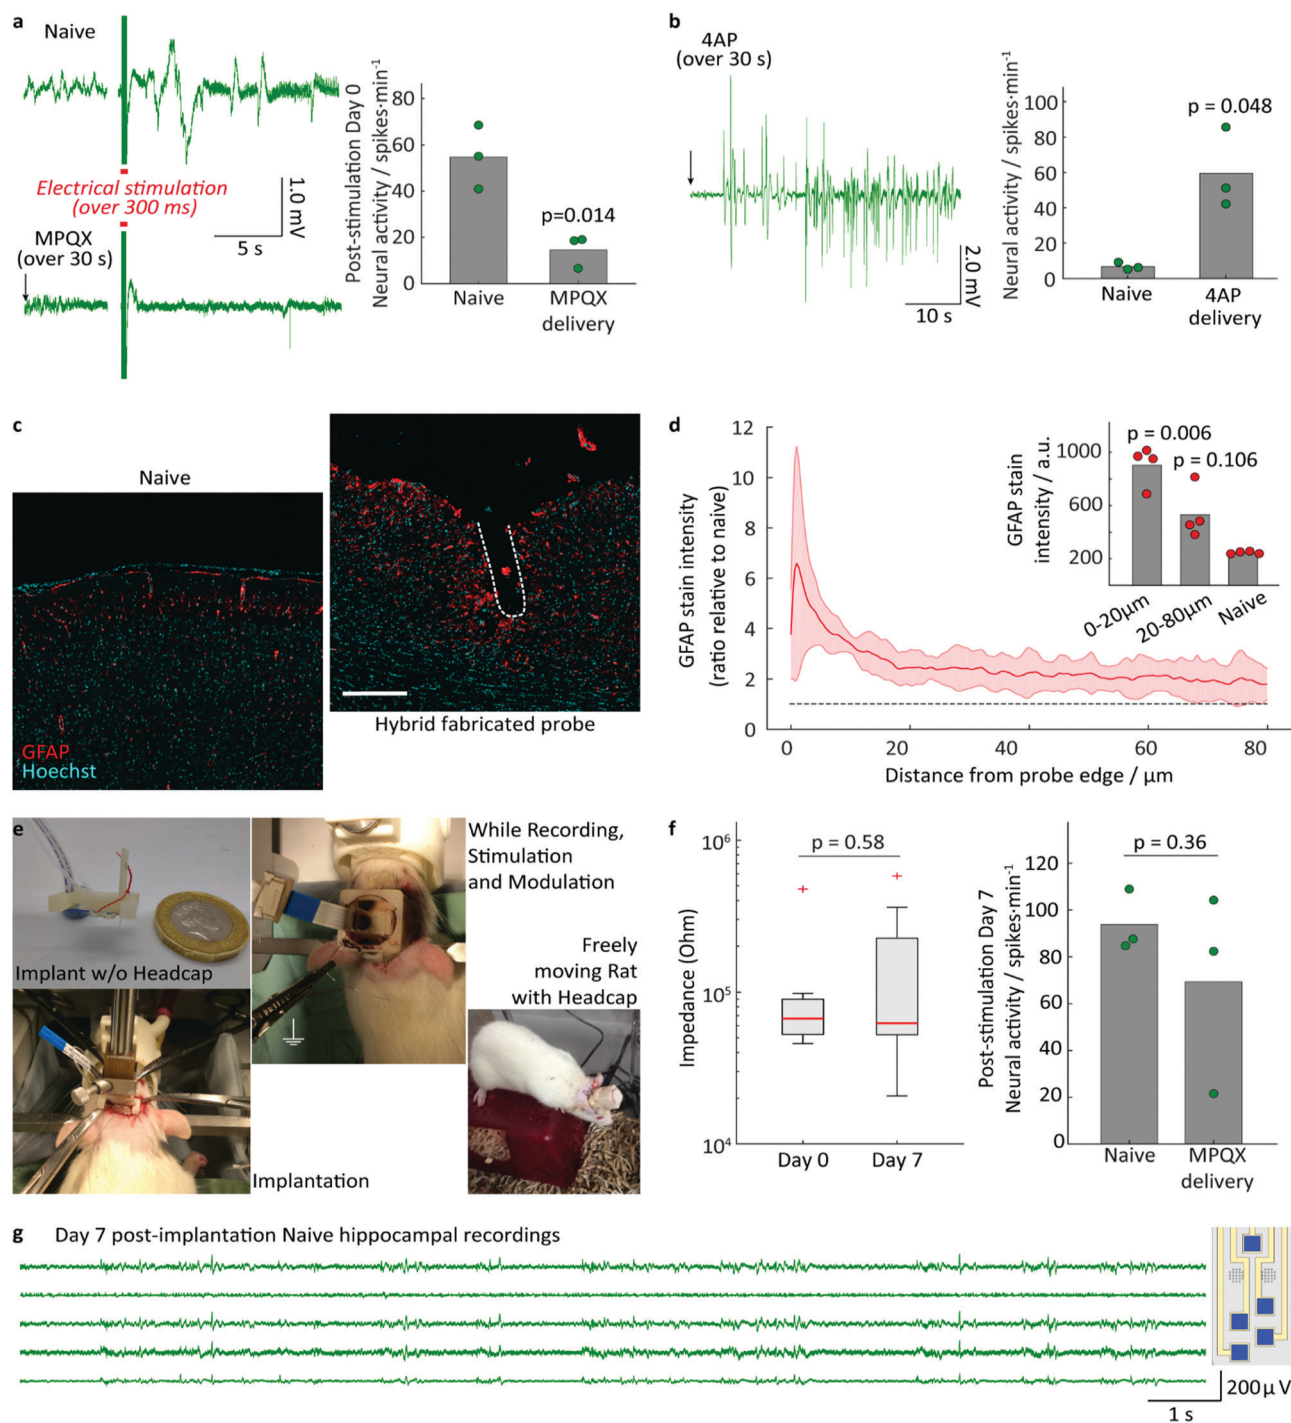 a
Naive
Electrical stimulation
(over 300 ms)
1.0 mV
5 s
MPQX
(over 30 s)
Post-stimulation Day 0
Neural activity / spikes·min⁻¹
80
60
40
20
0
p=0.014
Naive
MPQX
delivery
b
4AP
(over 30 s)
2.0 mV
10 s
Neural activity / spikes·min⁻¹
100
80
60
40
20
0
p = 0.048
Naive
4AP
delivery
c
Naive
GFAP
Hoechst
Hybrid fabricated probe
d
GFAP stain intensity
(ratio relative to naive)
12
10
8
6
4
2
0
0
20
40
60
80
Distance from probe edge / μm
GFAP stain
intensity / a.u.
1000
600
200
p = 0.006
p = 0.106
0-20μm
20-80μm
Naive
e
Implant w/o Headcap
While Recording,
Stimulation
and Modulation
Freely
moving Rat
with Headcap
Implantation
f
Impedance (Ohm)
10⁶
10⁵
10⁴
p = 0.58
Day 0
Day 7
Post-stimulation Day 7
Neural activity / spikes·min⁻¹
120
100
80
60
40
20
0
p = 0.36
Naive
MPQX
delivery
g
Day 7 post-implantation Naive hippocampal recordings
200μ V
1 s